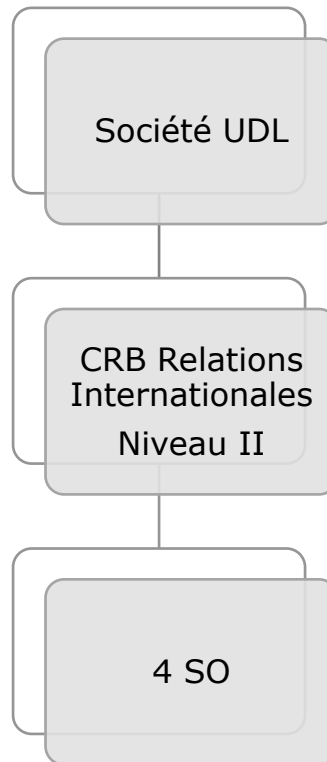 Société UDL
CRB Relations
Internationales
Niveau II
4 SO